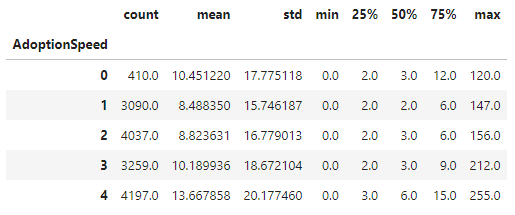 count mean std min 25% 50% 75% max
AdoptionSpeed
0 410.0 10.451220 17.775118 0.0 2.0 3.0 12.0 120.0
1 3090.0 8.488350 15.746187 0.0 2.0 2.0 6.0 147.0
2 4037.0 8.823631 16.779013 0.0 2.0 3.0 6.0 156.0
3 3259.0 10.189936 18.672104 0.0 2.0 3.0 9.0 212.0
4 4197.0 13.667858 20.177460 0.0 3.0 6.0 15.0 255.0